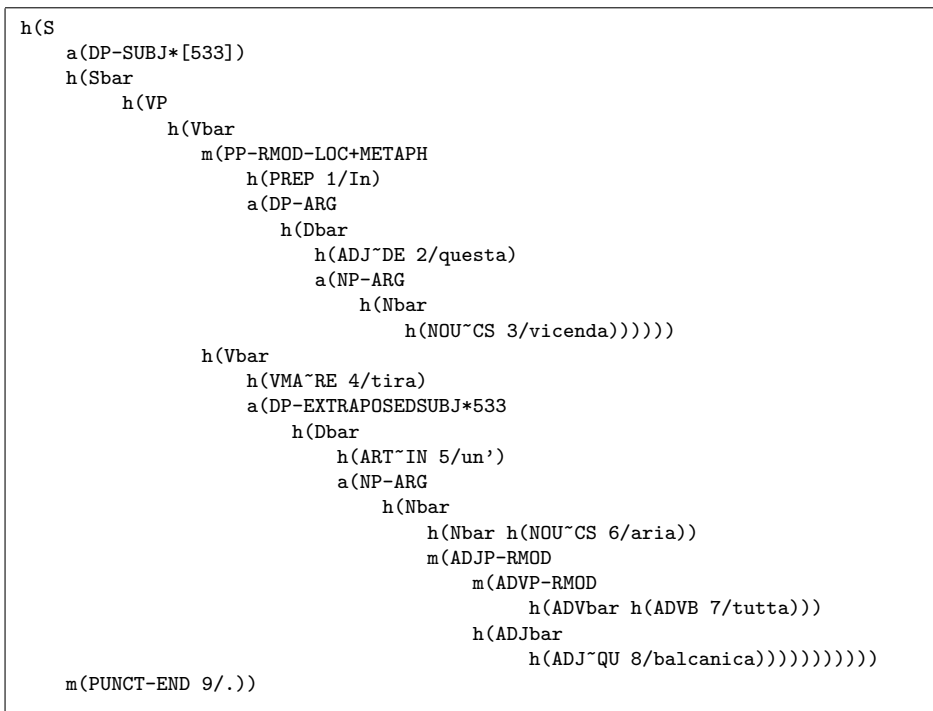 h(S
    a(DP-SUBJ*[533])
    h(Sbar
         h(VP
             h(Vbar
                m(PP-RMOD-LOC+METAPH
                    h(PREP 1/In)
                    a(DP-ARG
                       h(Dbar
                          h(ADJ~DE 2/questa)
                          a(NP-ARG
                              h(Nbar
                                  h(NOU~CS 3/vicenda))))))
                h(Vbar
                    h(VMA~RE 4/tira)
                    a(DP-EXTRAPOSEDSUBJ*533
                        h(Dbar
                            h(ART~IN 5/un')
                            a(NP-ARG
                                h(Nbar
                                    h(Nbar h(NOU~CS 6/aria))
                                    m(ADJP-RMOD
                                        m(ADVP-RMOD
                                             h(ADVbar h(ADVB 7/tutta)))
                                        h(ADJbar
                                             h(ADJ~QU 8/balcanica)))))))))))
    m(PUNCT-END 9/.))